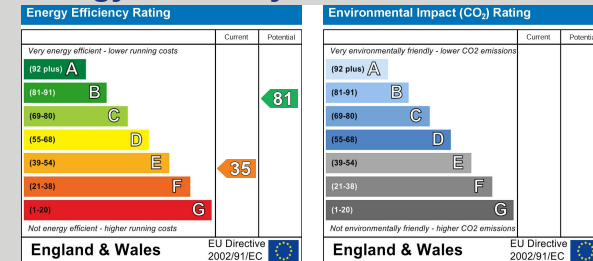 Energy Efficiency Rating
Current Potential
Very energy efficient - lower running costs
(92 plus) A
(81-91) B
81
(69-80) C
(55-68) D
(39-54) E
35
(21-38) F
(1-20) G
Not energy efficient - higher running costs
England & Wales
EU Directive
2002/91/EC
Environmental Impact (CO₂) Rating
Current Potential
Very environmentally friendly - lower CO2 emissions
(92 plus) A
(81-91) B
(69-80) C
(55-68) D
(39-54) E
(21-38) F
(1-20) G
Not environmentally friendly - higher CO2 emissions
England & Wales
EU Directive
2002/91/EC